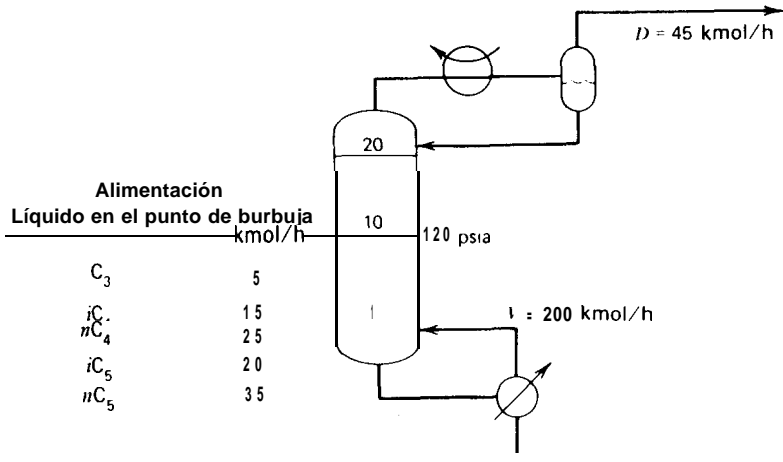 D = 45 kmol/h
20
Alimentación
Líquido en el punto de burbuja
kmol/h
10
120 psia
C3 5
iC. 15
nC4 25
iC5 20
nC5 35
1
= 200 kmol/h